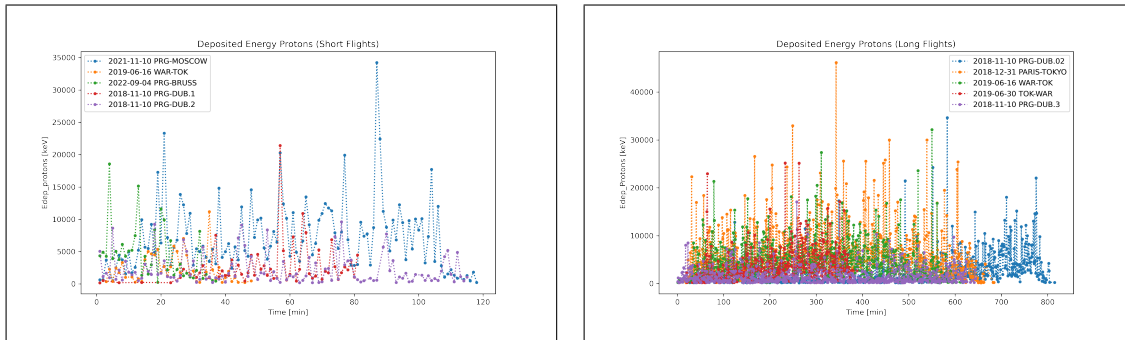 Deposited Energy Protons (Short Flights)
Edep_protons [keV]
35000
30000
25000
20000
15000
10000
5000
0
2021-11-10 PRG-MOSCOW
2019-06-16 WAR-TOK
2022-09-04 PRG-BRUSS
2018-11-10 PRG-DUB.1
2018-11-10 PRG-DUB.2
0 20 40 60 80 100 120
Time [min]
Deposited Energy Protons (Long Flights)
Edep_Protons [keV]
40000
30000
20000
10000
0
2018-11-10 PRG-DUB.02
2018-12-31 PARIS-TOKYO
2019-06-16 WAR-TOK
2019-06-30 TOK-WAR
2018-11-10 PRG-DUB.3
0 100 200 300 400 500 600 700 800
Time [min]